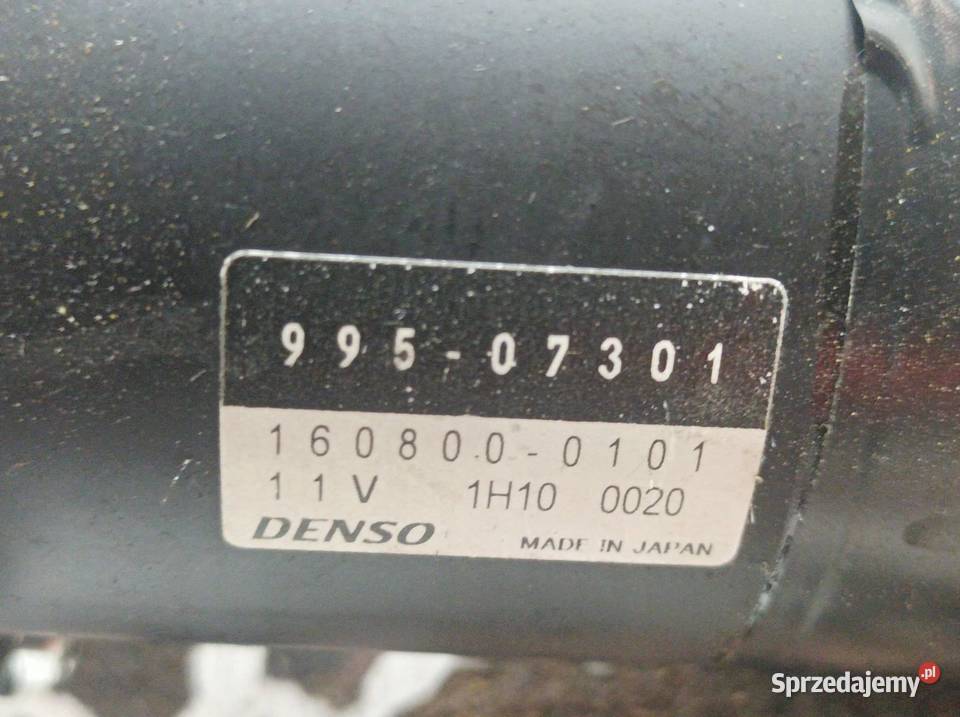 995-07301
160800-0101
11V 1H10 0020
DENSO MADE IN JAPAN
Sprzedajemy.pl